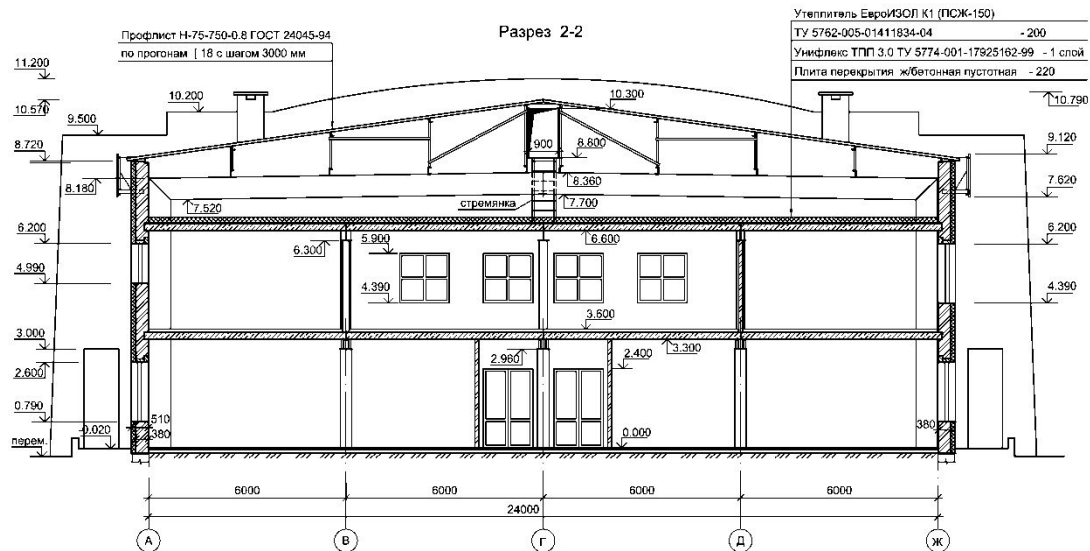 Разрез 2-2
Профлист Н-75-750-0.8 ГОСТ 24045-94
по прогонам [ 18 с шагом 3000 мм
Утеплитель ЕвроИЗОЛ К1 (ПСЖ-150)
ТУ 5762-005-01411834-04 - 200
Унифлекс ТПП 3.0 ТУ 5774-001-17925162-99 - 1 слой
Плита перекрытия ж/бетонная пустотная - 220
11.200
10.570
10.200
9.500
8.720
8.180
6.200
4.990
3.000
2.600
0.790
-0.020
перем.
510
380
10.300
900
8.800
8.360
7.700
стремянка
7.520
6.600
6.300
5.900
4.390
3.600
3.300
2.960
2.400
0.000
10.790
9.120
7.620
6.200
4.390
380
6000
6000
6000
6000
24000
А
В
Г
Д
Ж